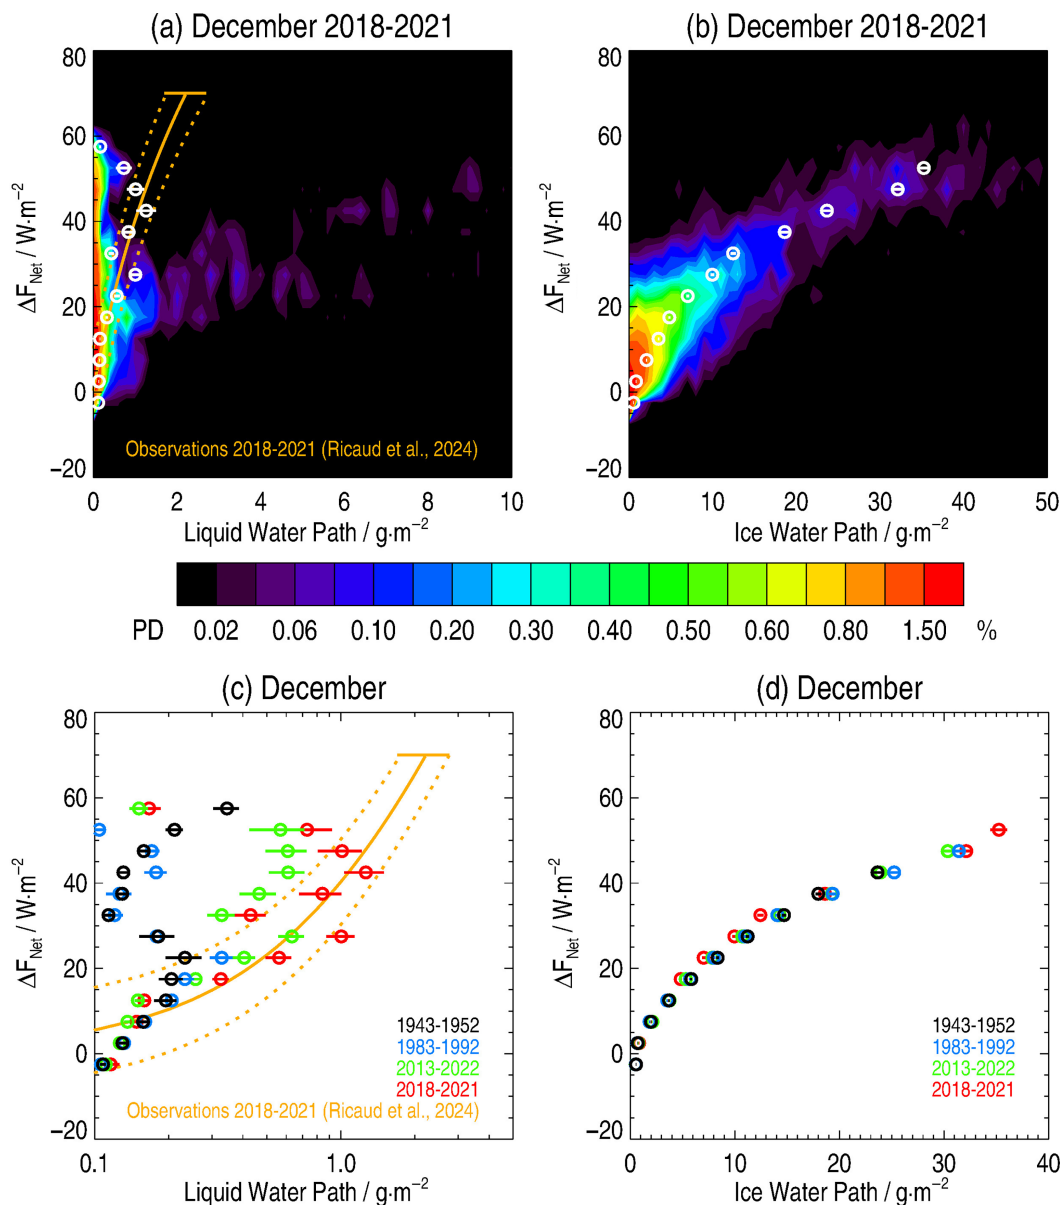 (a) December 2018-2021
(b) December 2018-2021
80
60
40
20
0
−20
ΔF_Net / W·m⁻²
Observations 2018-2021 (Ricaud et al., 2024)
0 2 4 6 8 10
Liquid Water Path / g·m⁻²
80
60
40
20
0
−20
ΔF_Net / W·m⁻²
0 10 20 30 40 50
Ice Water Path / g·m⁻²
PD 0.02 0.06 0.10 0.20 0.30 0.40 0.50 0.60 0.80 1.50 %
(c) December
(d) December
80
60
40
20
0
−20
ΔF_Net / W·m⁻²
1943-1952
1983-1992
2013-2022
2018-2021
Observations 2018-2021 (Ricaud et al., 2024)
0.1 1.0
Liquid Water Path / g·m⁻²
80
60
40
20
0
−20
ΔF_Net / W·m⁻²
1943-1952
1983-1992
2013-2022
2018-2021
0 10 20 30 40
Ice Water Path / g·m⁻²